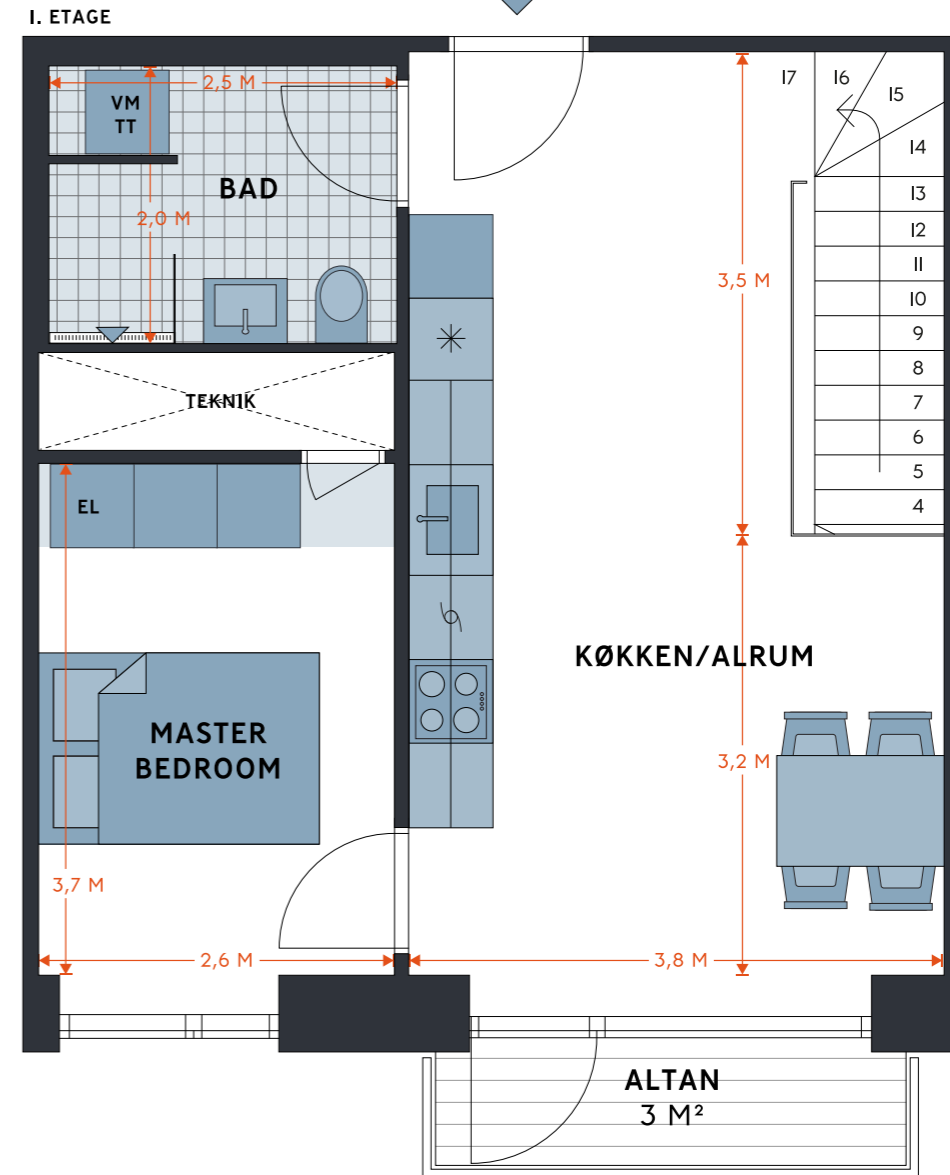 1. ETAGE
2,5 M
VM
TT
BAD
2,0 M
TEKNIK
EL
MASTER
BEDROOM
3,7 M
2,6 M
17
16
15
14
13
12
11
10
9
8
7
6
5
4
3,5 M
KØKKEN/ALRUM
3,2 M
3,8 M
ALTAN
3 M²